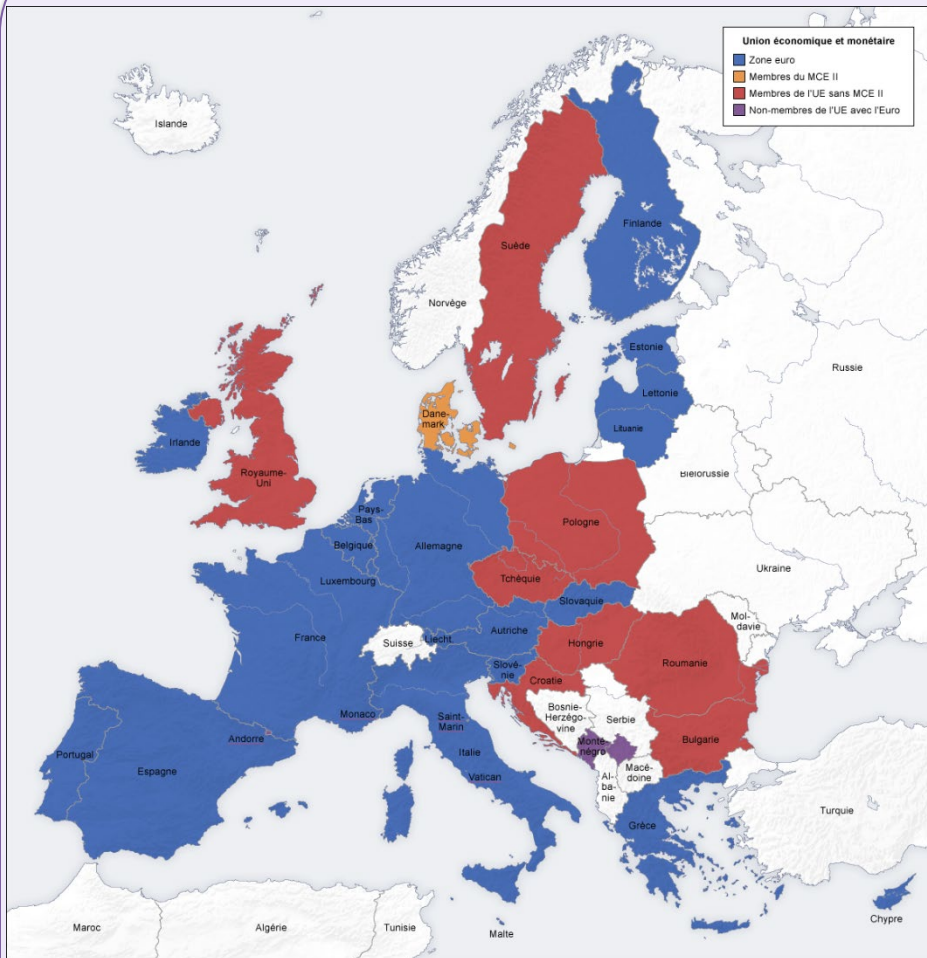 Union économique et monétaire
Zone euro
Membres du MCE II
Membres de l'UE sans MCE II
Non-membres de l'UE avec l'Euro
Islande
Finlande
Suède
Norvège
Estonie
Russie
Lettonie
Dane-
mark
Lituanie
Irlande
Royaume-
Uni
Biélorussie
Pays-
Bas
Pologne
Belgique
Allemagne
Ukraine
Luxembourg
Tchéquie
Slovaquie
Mol-
davie
France
Suisse
Liecht.
Autriche
Hongrie
Roumanie
Slové-
nie
Croatie
Monaco
Saint-
Marin
Bosnie-
Herzégo-
vine
Serbie
Andorre
Bulgarie
Portugal
Espagne
Italie
Monté-
négro
Vatican
Macé-
doine
Al-
ba-
nie
Turquie
Grèce
Chypre
Maroc
Algérie
Tunisie
Malte